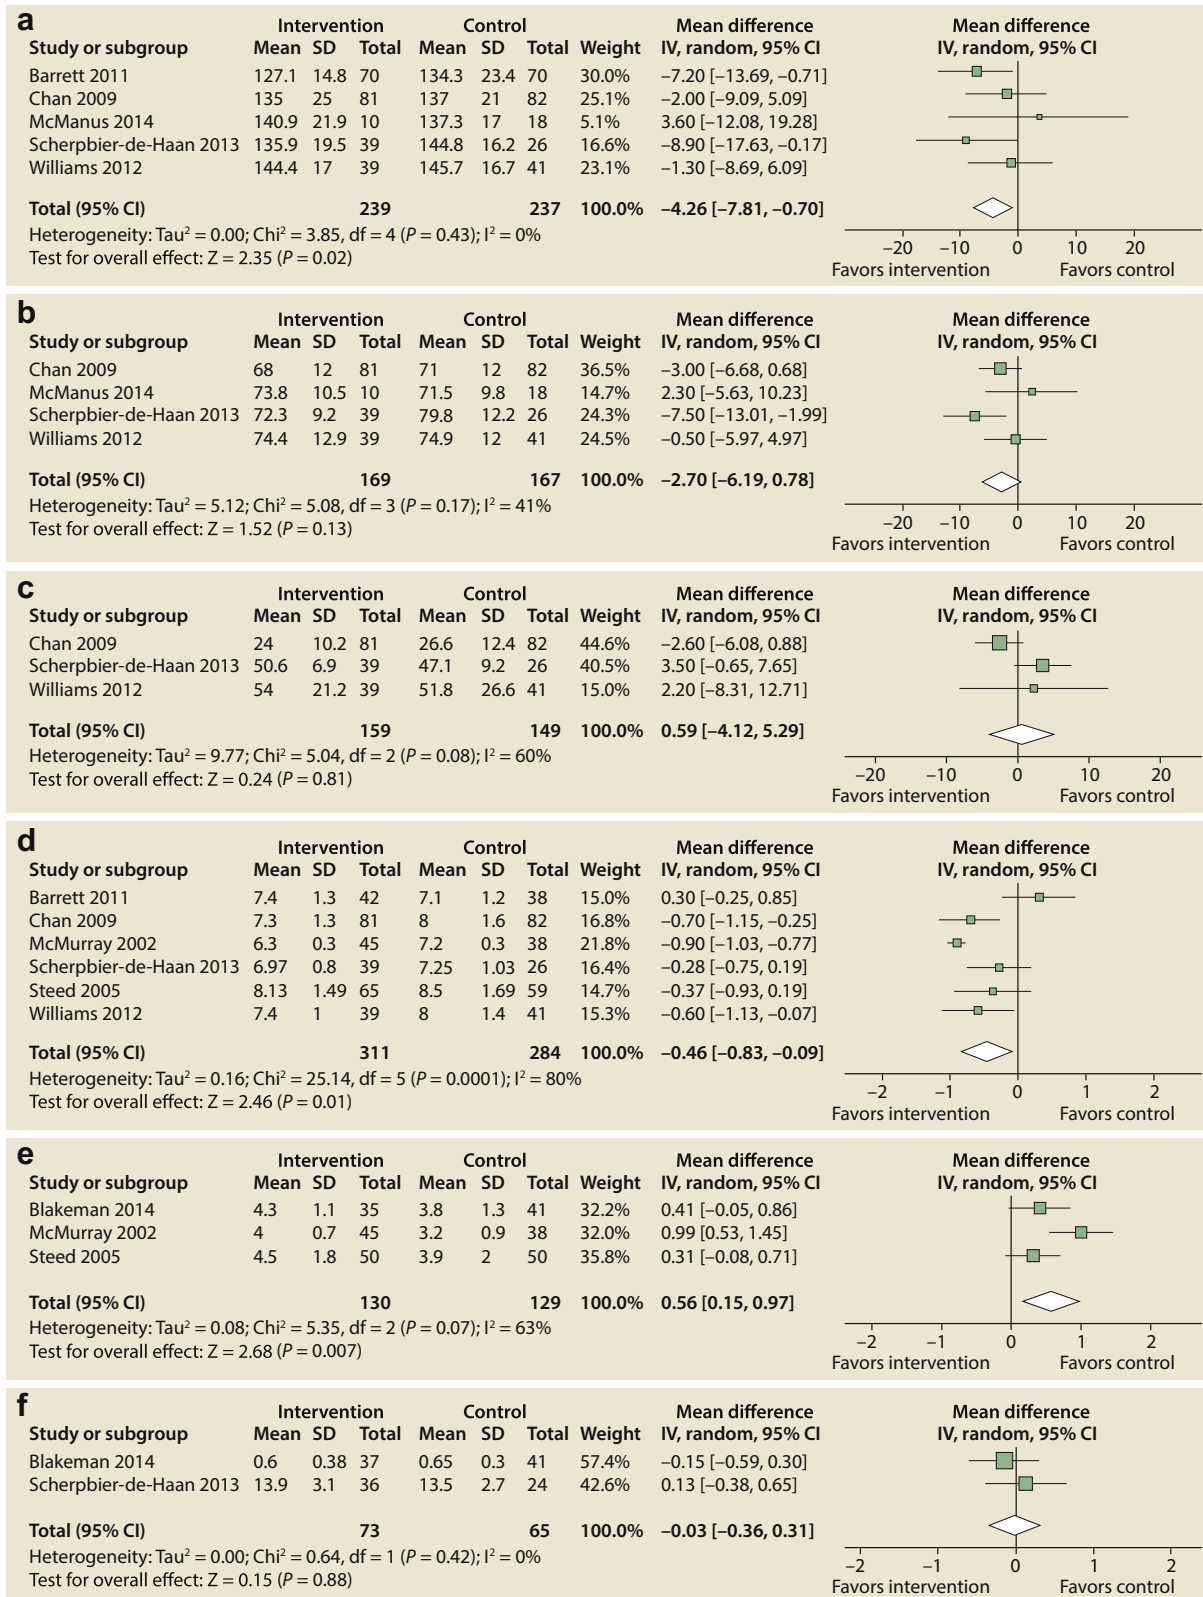 a
Intervention Control Mean difference Mean difference
Study or subgroup Mean SD Total Mean SD Total Weight IV, random, 95% CI IV, random, 95% CI
Barrett 2011 127.1 14.8 70 134.3 23.4 70 30.0% –7.20 [–13.69, –0.71]
Chan 2009 135 25 81 137 21 82 25.1% –2.00 [–9.09, 5.09]
McManus 2014 140.9 21.9 10 137.3 17 18 5.1% 3.60 [–12.08, 19.28]
Scherpbier-de-Haan 2013 135.9 19.5 39 144.8 16.2 26 16.6% –8.90 [–17.63, –0.17]
Williams 2012 144.4 17 39 145.7 16.7 41 23.1% –1.30 [–8.69, 6.09]
Total (95% CI) 239 237 100.0% –4.26 [–7.81, –0.70]
Heterogeneity: Tau² = 0.00; Chi² = 3.85, df = 4 (P = 0.43); I² = 0%
Test for overall effect: Z = 2.35 (P = 0.02)
–20 –10 0 10 20
Favors intervention Favors control
b
Intervention Control Mean difference Mean difference
Study or subgroup Mean SD Total Mean SD Total Weight IV, random, 95% CI IV, random, 95% CI
Chan 2009 68 12 81 71 12 82 36.5% –3.00 [–6.68, 0.68]
McManus 2014 73.8 10.5 10 71.5 9.8 18 14.7% 2.30 [–5.63, 10.23]
Scherpbier-de-Haan 2013 72.3 9.2 39 79.8 12.2 26 24.3% –7.50 [–13.01, –1.99]
Williams 2012 74.4 12.9 39 74.9 12 41 24.5% –0.50 [–5.97, 4.97]
Total (95% CI) 169 167 100.0% –2.70 [–6.19, 0.78]
Heterogeneity: Tau² = 5.12; Chi² = 5.08, df = 3 (P = 0.17); I² = 41%
Test for overall effect: Z = 1.52 (P = 0.13)
–20 –10 0 10 20
Favors intervention Favors control
c
Intervention Control Mean difference Mean difference
Study or subgroup Mean SD Total Mean SD Total Weight IV, random, 95% CI IV, random, 95% CI
Chan 2009 24 10.2 81 26.6 12.4 82 44.6% –2.60 [–6.08, 0.88]
Scherpbier-de-Haan 2013 50.6 6.9 39 47.1 9.2 26 40.5% 3.50 [–0.65, 7.65]
Williams 2012 54 21.2 39 51.8 26.6 41 15.0% 2.20 [–8.31, 12.71]
Total (95% CI) 159 149 100.0% 0.59 [–4.12, 5.29]
Heterogeneity: Tau² = 9.77; Chi² = 5.04, df = 2 (P = 0.08); I² = 60%
Test for overall effect: Z = 0.24 (P = 0.81)
–20 –10 0 10 20
Favors intervention Favors control
d
Intervention Control Mean difference Mean difference
Study or subgroup Mean SD Total Mean SD Total Weight IV, random, 95% CI IV, random, 95% CI
Barrett 2011 7.4 1.3 42 7.1 1.2 38 15.0% 0.30 [–0.25, 0.85]
Chan 2009 7.3 1.3 81 8 1.6 82 16.8% –0.70 [–1.15, –0.25]
McMurray 2002 6.3 0.3 45 7.2 0.3 38 21.8% –0.90 [–1.03, –0.77]
Scherpbier-de-Haan 2013 6.97 0.8 39 7.25 1.03 26 16.4% –0.28 [–0.75, 0.19]
Steed 2005 8.13 1.49 65 8.5 1.69 59 14.7% –0.37 [–0.93, 0.19]
Williams 2012 7.4 1 39 8 1.4 41 15.3% –0.60 [–1.13, –0.07]
Total (95% CI) 311 284 100.0% –0.46 [–0.83, –0.09]
Heterogeneity: Tau² = 0.16; Chi² = 25.14, df = 5 (P = 0.0001); I² = 80%
Test for overall effect: Z = 2.46 (P = 0.01)
–2 –1 0 1 2
Favors intervention Favors control
e
Intervention Control Mean difference Mean difference
Study or subgroup Mean SD Total Mean SD Total Weight IV, random, 95% CI IV, random, 95% CI
Blakeman 2014 4.3 1.1 35 3.8 1.3 41 32.2% 0.41 [–0.05, 0.86]
McMurray 2002 4 0.7 45 3.2 0.9 38 32.0% 0.99 [0.53, 1.45]
Steed 2005 4.5 1.8 50 3.9 2 50 35.8% 0.31 [–0.08, 0.71]
Total (95% CI) 130 129 100.0% 0.56 [0.15, 0.97]
Heterogeneity: Tau² = 0.08; Chi² = 5.35, df = 2 (P = 0.07); I² = 63%
Test for overall effect: Z = 2.68 (P = 0.007)
–2 –1 0 1 2
Favors intervention Favors control
f
Intervention Control Mean difference Mean difference
Study or subgroup Mean SD Total Mean SD Total Weight IV, random, 95% CI IV, random, 95% CI
Blakeman 2014 0.6 0.38 37 0.65 0.3 41 57.4% –0.15 [–0.59, 0.30]
Scherpbier-de-Haan 2013 13.9 3.1 36 13.5 2.7 24 42.6% 0.13 [–0.38, 0.65]
Total (95% CI) 73 65 100.0% –0.03 [–0.36, 0.31]
Heterogeneity: Tau² = 0.00; Chi² = 0.64, df = 1 (P = 0.42); I² = 0%
Test for overall effect: Z = 0.15 (P = 0.88)
–2 –1 0 1 2
Favors intervention Favors control